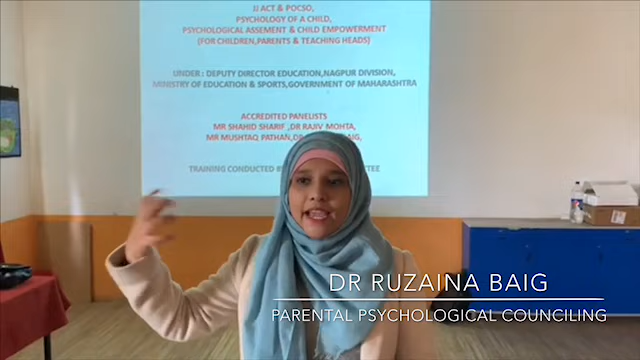 JJ ACT & POCSO,
PSYCHOLOGY OF A CHILD,
PSYCHOLOGICAL ASSEMENT & CHILD EMPOWERMENT
(FOR CHILDREN,PARENTS & TEACHING HEADS)
UNDER : DEPUTY DIRECTOR EDUCATION,NAGPUR DIVISION,
MINISTRY OF EDUCATION & SPORTS,GOVERNMENT OF MAHARASHTRA
ACCREDITED PANELISTS
MR SHAHID SHARIF ,DR RAJIV MOHTA,
MR MUSHTAQ PATHAN,DR BAIG,
TRAINING CONDUCTED
DR RUZAINA BAIG
PARENTAL PSYCHOLOGICAL COUNCILING